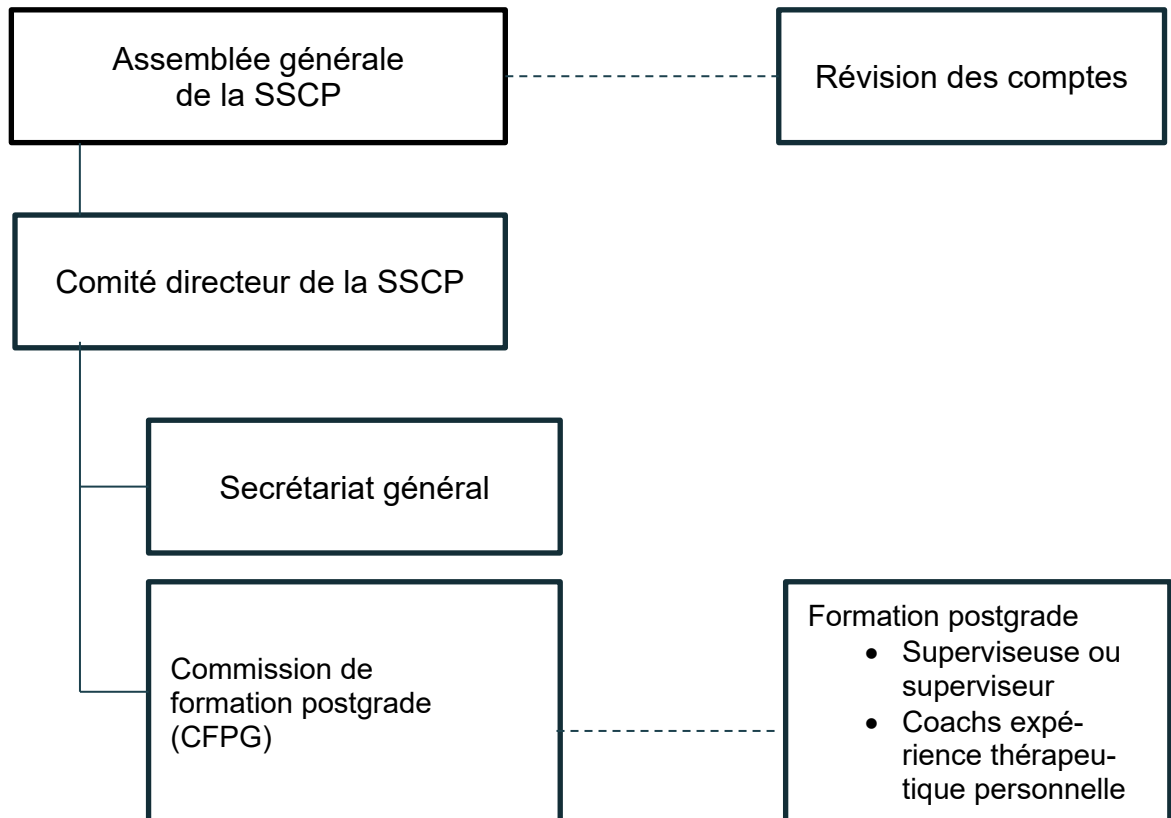 Assemblée générale
de la SSCP
Révision des comptes
Comité directeur de la SSCP
Secrétariat général
Commission de
formation postgrade
(CFPG)
Formation postgrade
• Superviseuse ou
superviseur
• Coachs expé-
rience thérapeu-
tique personnelle